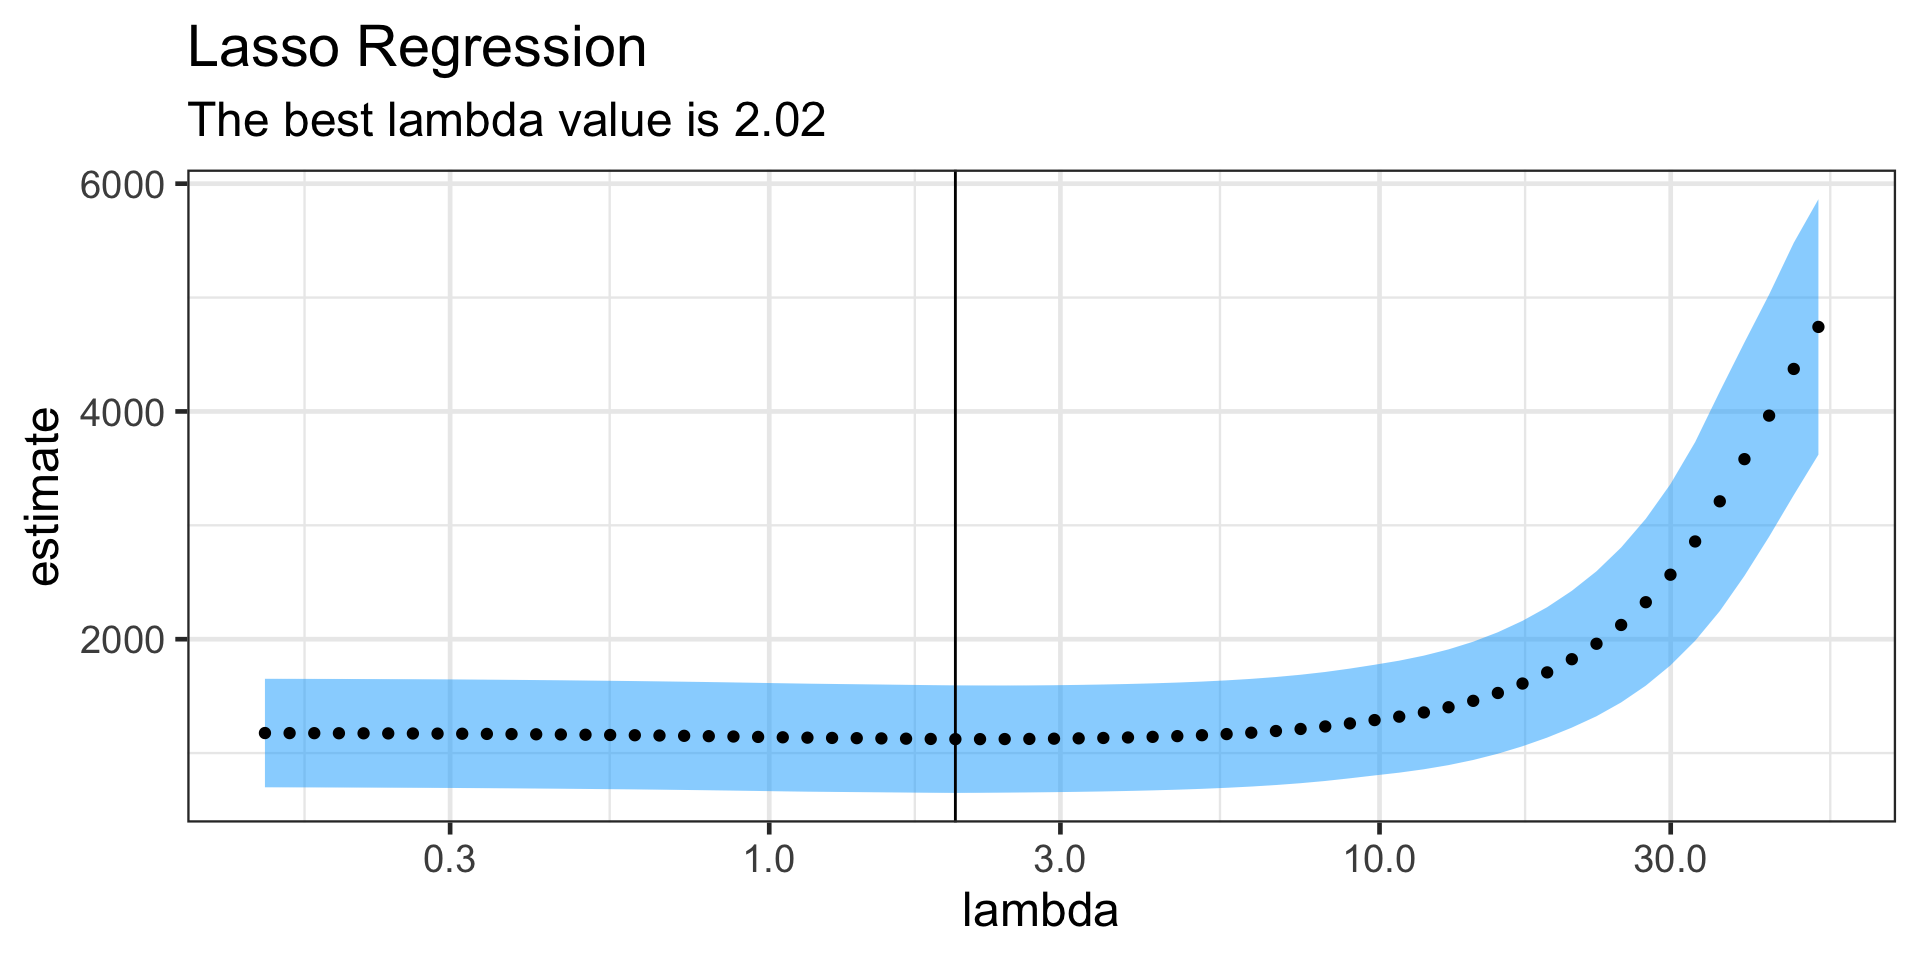 Lasso Regression
The best lambda value is 2.02
estimate
6000
4000
2000
0.3 1.0 3.0 10.0 30.0
lambda